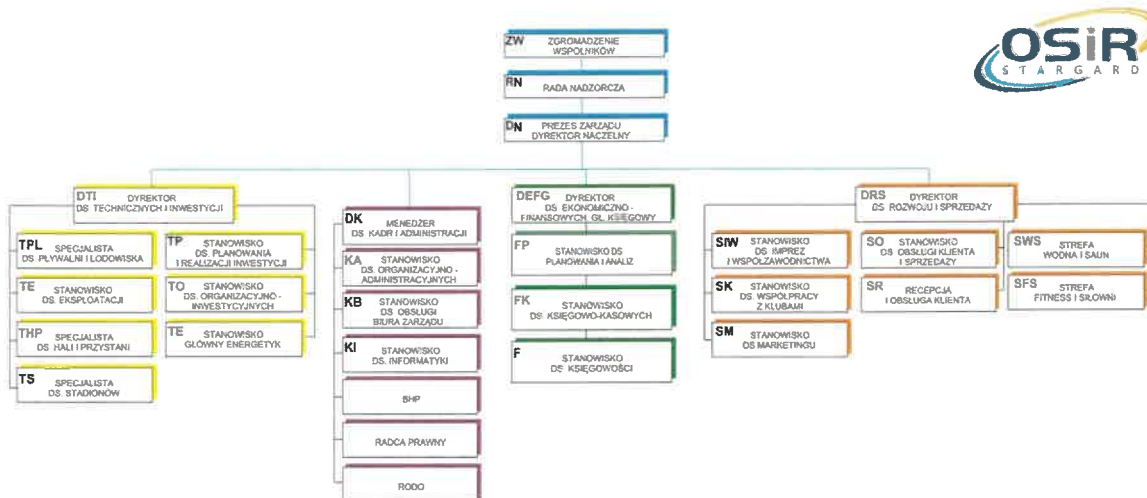 OSiR
STARGARD
ZW ZGROMADZENIE
WSPÓLNIKÓW
RN RADA NADZORCZA
DN PREZES ZARZĄDU
DYREKTOR NACZELNY
DTI DYREKTOR
DS. TECHNICZNYCH I INWESTYCJI
TPL SPECJALISTA
DS. PŁYWALNI I LODOWISKA
TE STANOWISKO
DS. EKSPLOATACJI
THP SPECJALISTA
DS. HALI I PRZYSTANI
TS SPECJALISTA
DS. STADIONÓW
TP STANOWISKO
DS. PLANOWANIA
I REALIZACJI INWESTYCJI
TO STANOWISKO
DS. ORGANIZACYJNO -
INWESTYCYJNYCH
TE STANOWISKO
GŁÓWNY ENERGETYK
DK MENEDŻER
DS. KADR I ADMINISTRACJI
KA STANOWISKO
DS. ORGANIZACYJNO -
ADMINISTRACYJNYCH
KB STANOWISKO
DS. OBSŁUGI
BIURA ZARZĄDU
KI STANOWISKO
DS. INFORMATYKI
BHP
RADCA PRAWNY
RODO
DEFG DYREKTOR
DS. EKONOMICZNO -
FINANSOWYCH, GŁ. KSIĘGOWY
FP STANOWISKO DS
PLANOWANIA I ANALIZ
FK STANOWISKO
DS. KSIĘGOWO-KASOWYCH
F STANOWISKO
DS. KSIĘGOWOŚCI
DRS DYREKTOR
DS. ROZWOJU I SPRZEDAŻY
SIW STANOWISKO
DS. IMPREZ
I WSPÓŁZAWODNICTWA
SK STANOWISKO
DS. WSPÓŁPRACY
Z KLUBAMI
SM STANOWISKO
DS MARKETINGU
SO STANOWISKO
DS. OBSŁUGI KLIENTA
I SPRZEDAŻY
SR RECEPCJA
I OBSŁUGA KLIENTA
SWS STREFA
WODNA I SAUN
SFS STREFA
FITNESS I SIŁOWNI